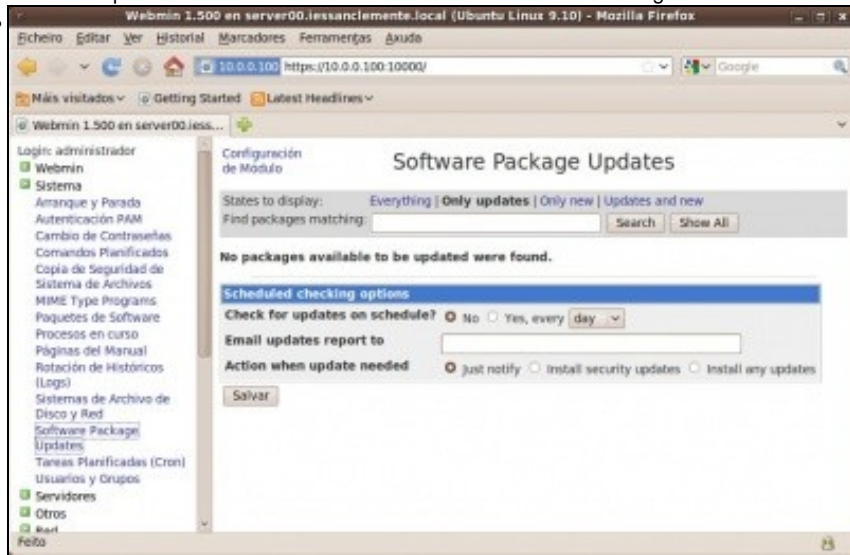 Webmin 1.500 en server00.iessanclemente.local (Ubuntu Linux 9.10) - Mozilla Firefox
Ficheiro Editar Ver Historial Marcadores Ferramentas Axuda
10.0.0.100 https://10.0.0.100:10000/ Google
Máis visitados Getting Started Latest Headlines
Webmin 1.500 en server00.iess...
Login: administrador
Webmin
Sistema
Arranque y Parada
Autenticación PAM
Cambio de Contraseñas
Comandos Planificados
Copia de Seguridad de
Sistema de Archivos
MIME Type Programs
Paquetes de Software
Procesos en curso
Páginas del Manual
Rotación de Históricos
(Logs)
Sistemas de Archivo de
Disco y Red
Software Package
Updates
Tareas Planificadas (Cron)
Usuarios y Grupos
Servidores
Otros
Red
Configuración
de Módulo
Software Package Updates
States to display: Everything | Only updates | Only new | Updates and new
Find packages matching: Search Show All
No packages available to be updated were found.
Scheduled checking options
Check for updates on schedule? No Yes, every day
Email updates report to
Action when update needed Just notify Install security updates Install any updates
Salvar
Feito